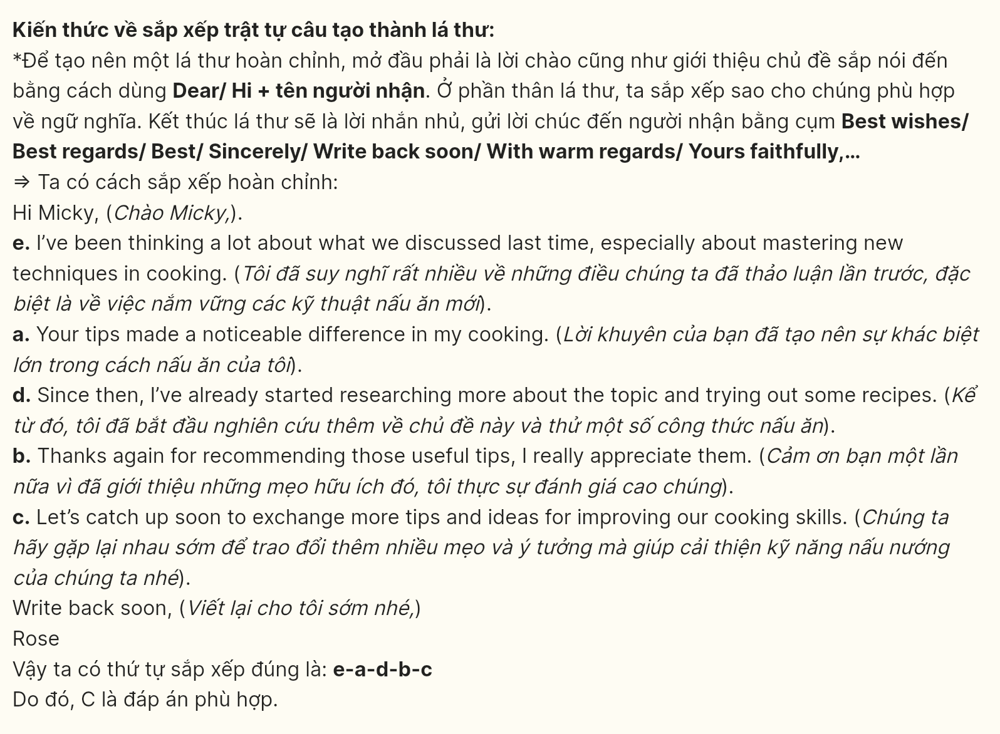 Kiến thức về sắp xếp trật tự câu tạo thành lá thư:
*Để tạo nên một lá thư hoàn chỉnh, mở đầu phải là lời chào cũng như giới thiệu chủ đề sắp nói đến
bằng cách dùng Dear/ Hi + tên người nhận. Ở phần thân lá thư, ta sắp xếp sao cho chúng phù hợp
về ngữ nghĩa. Kết thúc lá thư sẽ là lời nhắn nhủ, gửi lời chúc đến người nhận bằng cụm Best wishes/
Best regards/ Best/ Sincerely/ Write back soon/ With warm regards/ Yours faithfully,...
⇒ Ta có cách sắp xếp hoàn chỉnh:
Hi Micky, (Chào Micky,).
e. I’ve been thinking a lot about what we discussed last time, especially about mastering new
techniques in cooking. (Tôi đã suy nghĩ rất nhiều về những điều chúng ta đã thảo luận lần trước, đặc
biệt là về việc nắm vững các kỹ thuật nấu ăn mới).
a. Your tips made a noticeable difference in my cooking. (Lời khuyên của bạn đã tạo nên sự khác biệt
lớn trong cách nấu ăn của tôi).
d. Since then, I’ve already started researching more about the topic and trying out some recipes. (Kể
từ đó, tôi đã bắt đầu nghiên cứu thêm về chủ đề này và thử một số công thức nấu ăn).
b. Thanks again for recommending those useful tips, I really appreciate them. (Cảm ơn bạn một lần
nữa vì đã giới thiệu những mẹo hữu ích đó, tôi thực sự đánh giá cao chúng).
c. Let’s catch up soon to exchange more tips and ideas for improving our cooking skills. (Chúng ta
hãy gặp lại nhau sớm để trao đổi thêm nhiều mẹo và ý tưởng mà giúp cải thiện kỹ năng nấu nướng
của chúng ta nhé).
Write back soon, (Viết lại cho tôi sớm nhé,)
Rose
Vậy ta có thứ tự sắp xếp đúng là: e-a-d-b-c
Do đó, C là đáp án phù hợp.